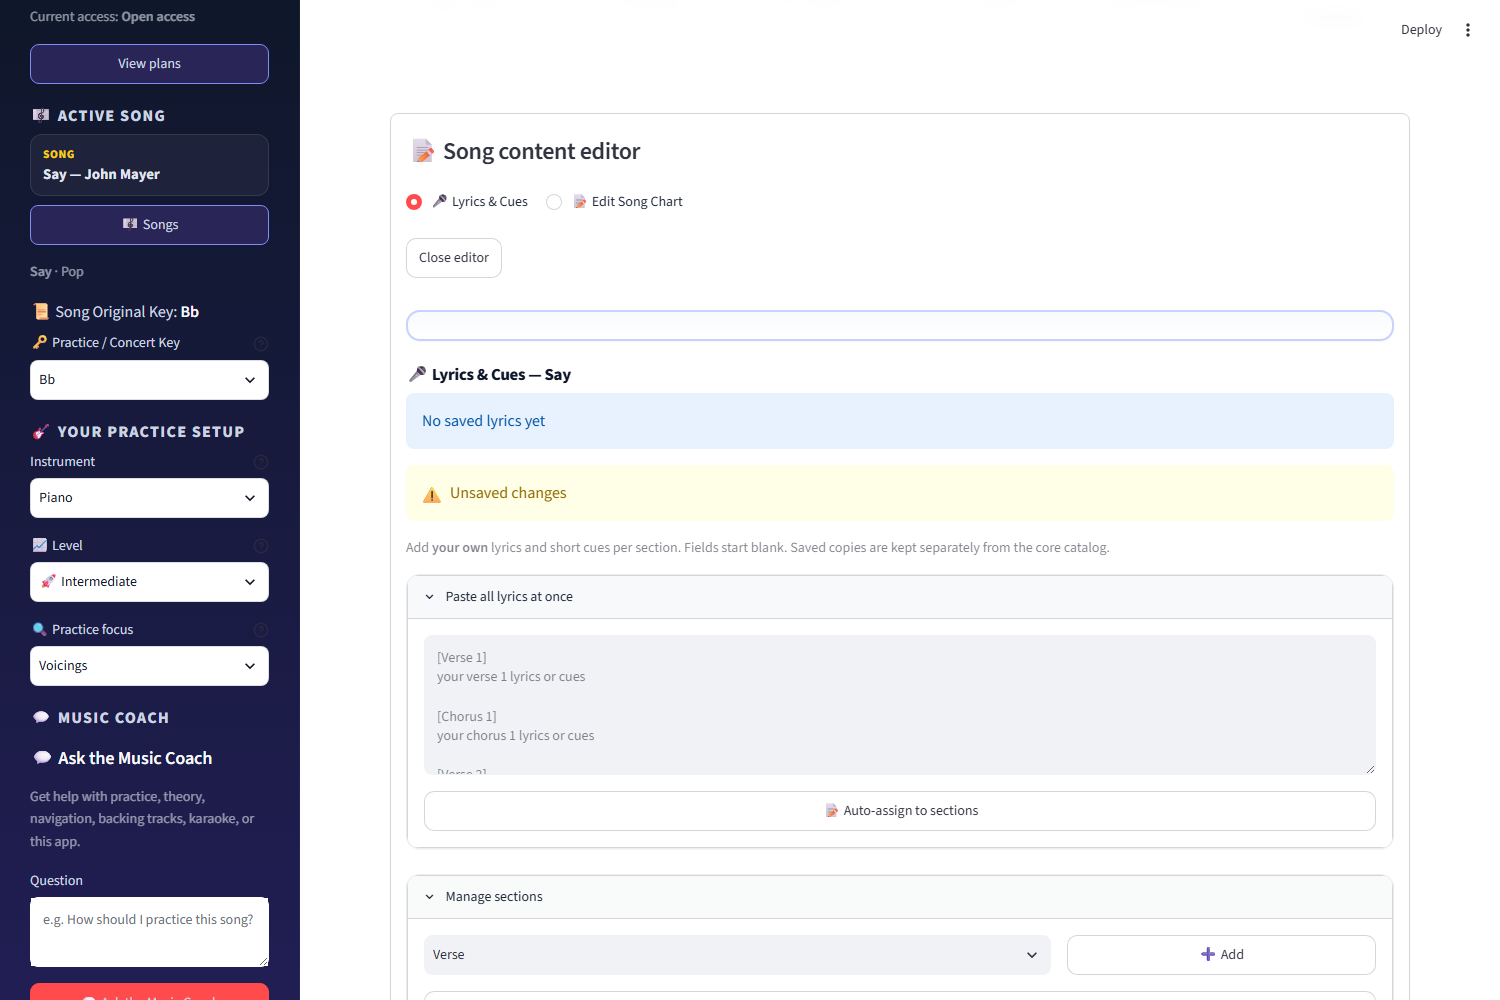 Current access: Open access
View plans
ACTIVE SONG
SONG
Say — John Mayer
Songs
Say · Pop
Song Original Key: Bb
Practice / Concert Key
Bb
YOUR PRACTICE SETUP
Instrument
Piano
Level
Intermediate
Practice focus
Voicings
MUSIC COACH
Ask the Music Coach
Get help with practice, theory,
navigation, backing tracks, karaoke, or
this app.
Question
e.g. How should I practice this song?
Ask the Music Coach
Deploy
Song content editor
Lyrics & Cues
Edit Song Chart
Close editor
Lyrics & Cues — Say
No saved lyrics yet
Unsaved changes
Add your own lyrics and short cues per section. Fields start blank. Saved copies are kept separately from the core catalog.
Paste all lyrics at once
[Verse 1]
your verse 1 lyrics or cues
[Chorus 1]
your chorus 1 lyrics or cues
[Verse 2]
Auto-assign to sections
Manage sections
Verse
Add